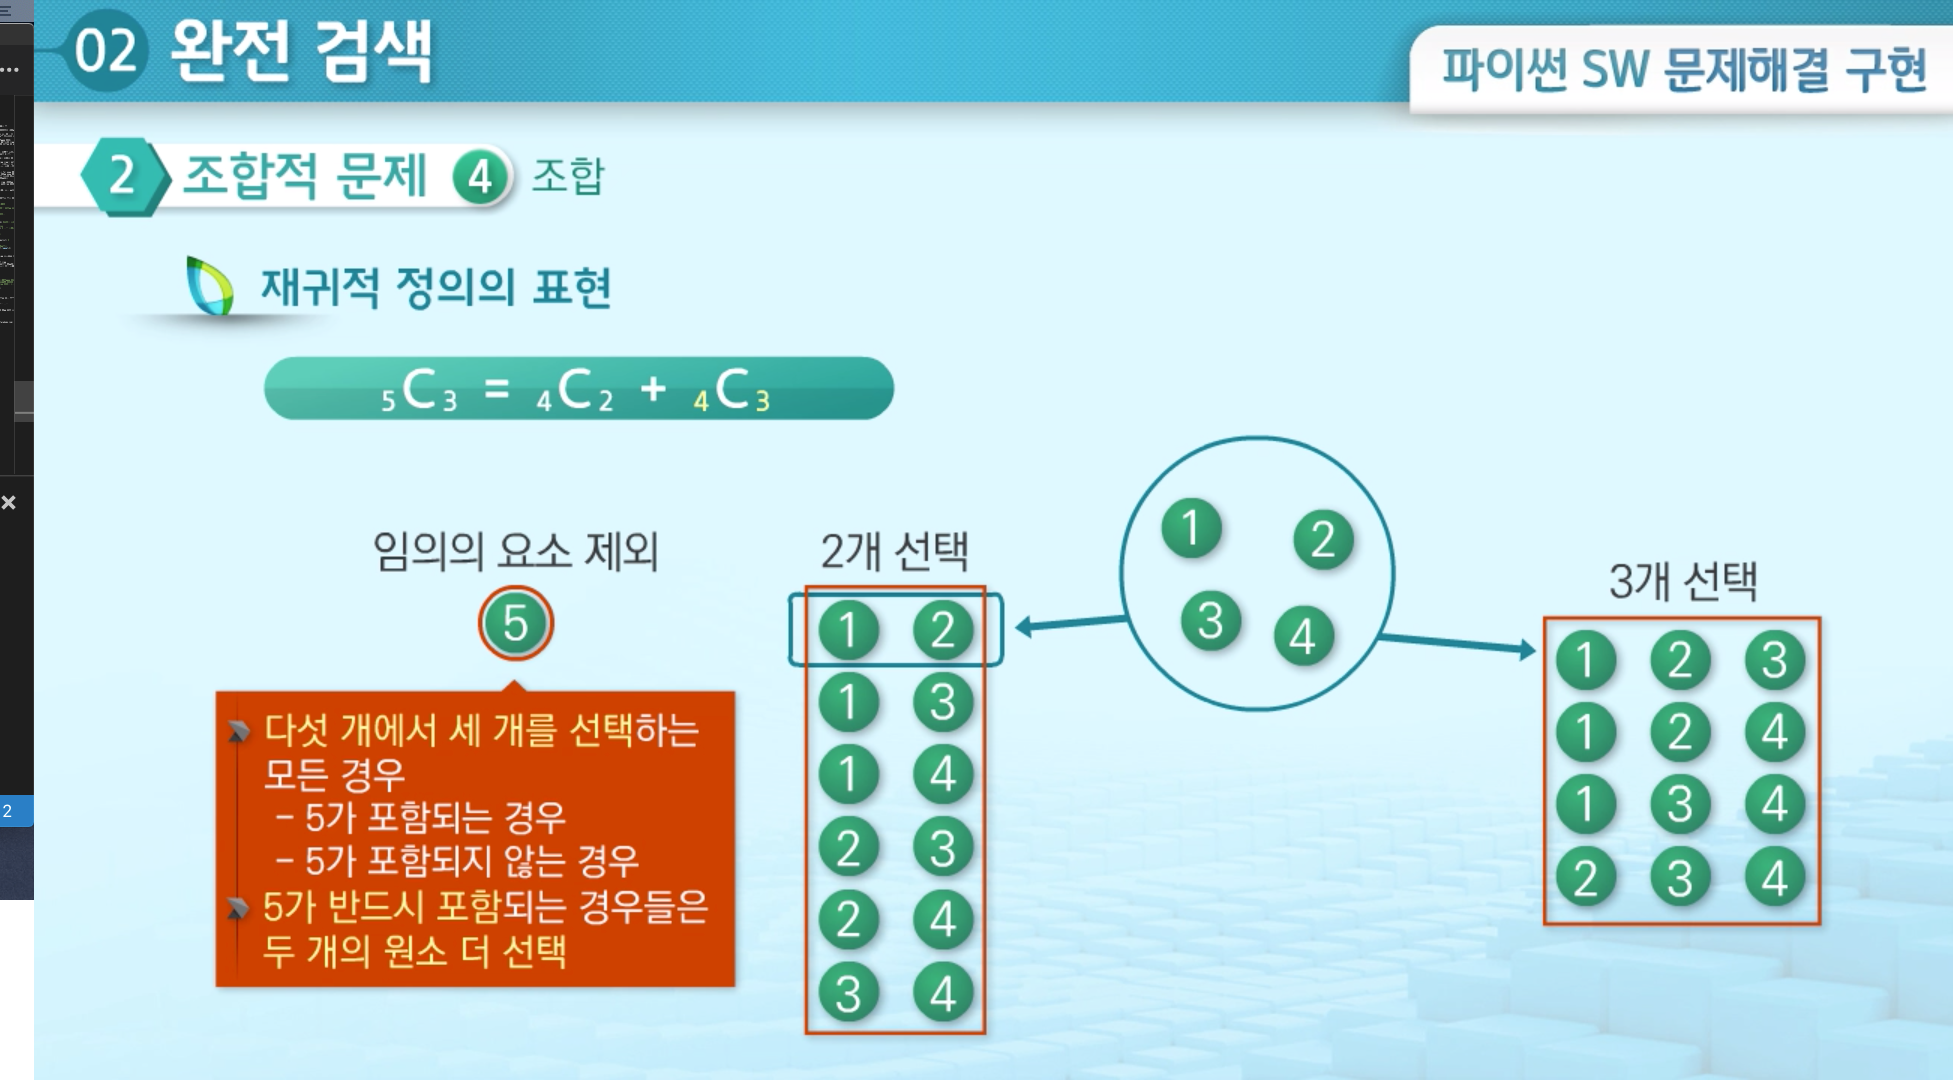 02 완전 검색
파이썬 SW 문제해결 구현
2 조합적 문제 4 조합
재귀적 정의의 표현
₅C₃ = ₄C₂ + ₄C₃
임의의 요소 제외
5
다섯 개에서 세 개를 선택하는
모든 경우
- 5가 포함되는 경우
- 5가 포함되지 않는 경우
5가 반드시 포함되는 경우들은
두 개의 원소 더 선택
2개 선택
1 2
1 3
1 4
2 3
2 4
3 4
1 2
3 4
3개 선택
1 2 3
1 2 4
1 3 4
2 3 4
2